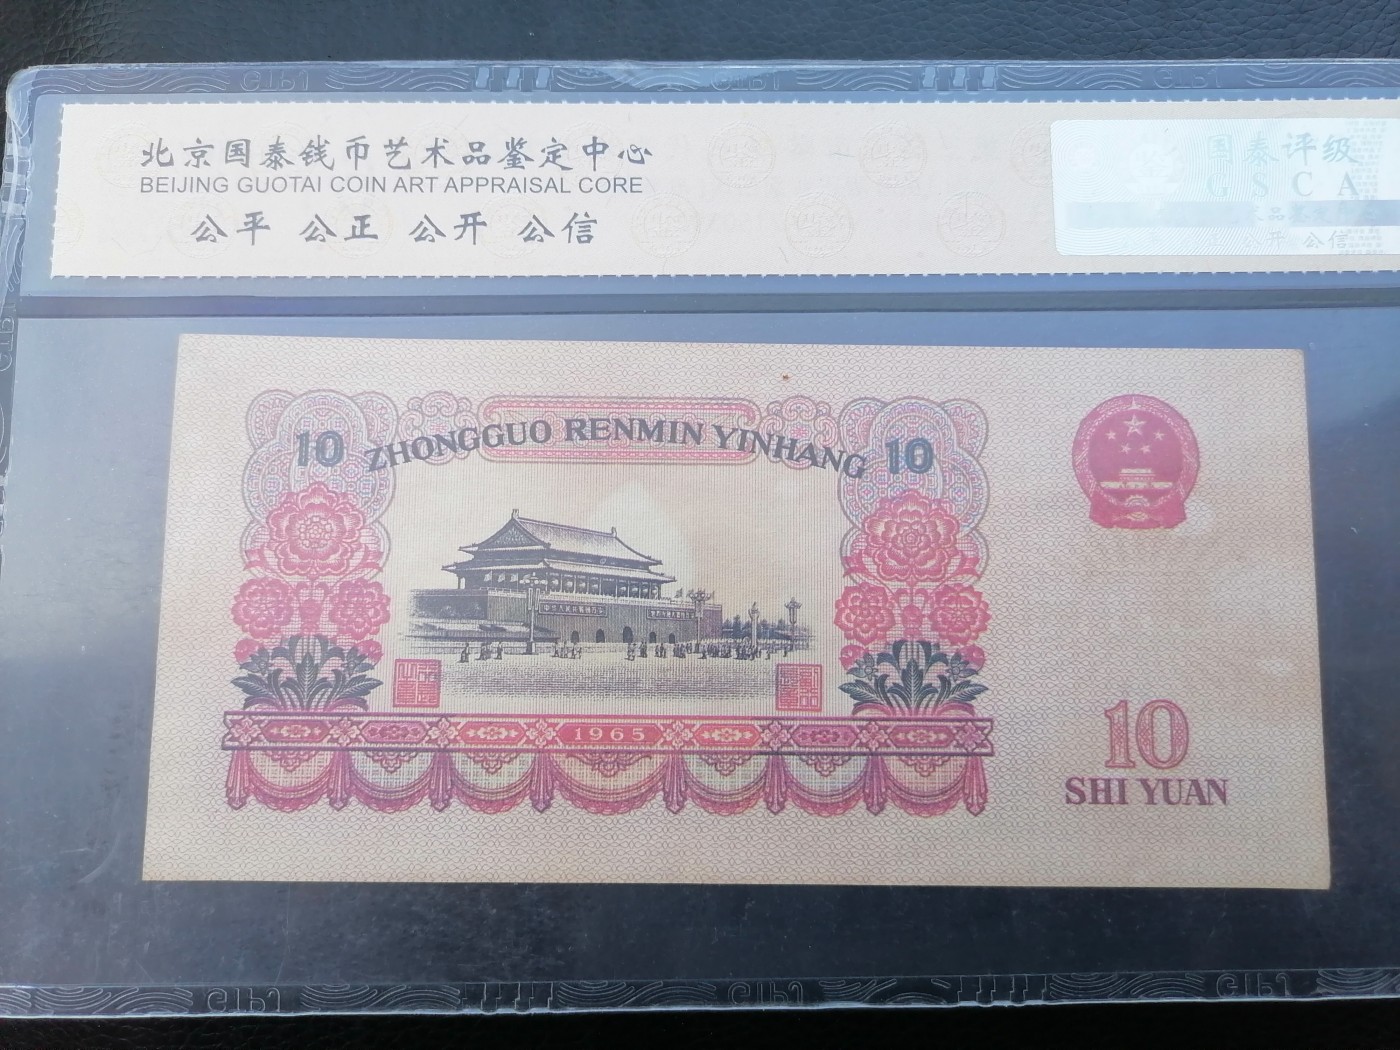 北京国泰钱币艺术品鉴定中心
BEIJING GUOTAI COIN ART APPRAISAL CORE
公平 公正 公开 公信
国泰评级
GSCA
公开 公信
10 ZHONGGUO RENMIN YINHANG 10
1965
10
SHI YUAN